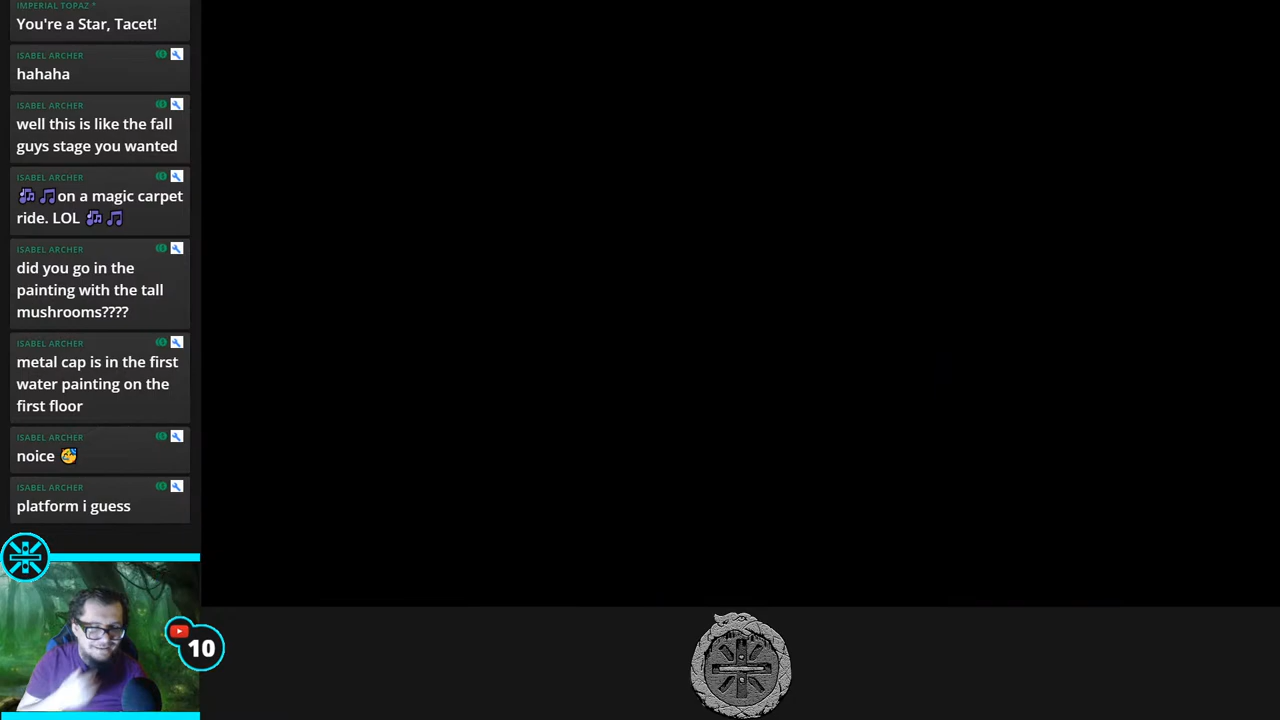 IMPERIAL TOPAZ *
You're a Star, Tacet!
ISABEL ARCHER
hahaha
ISABEL ARCHER
well this is like the fall
guys stage you wanted
ISABEL ARCHER
🎶 🎵on a magic carpet
ride. LOL 🎶 🎵
ISABEL ARCHER
did you go in the
painting with the tall
mushrooms????
ISABEL ARCHER
metal cap is in the first
water painting on the
first floor
ISABEL ARCHER
noice 🥳
ISABEL ARCHER
platform i guess
10